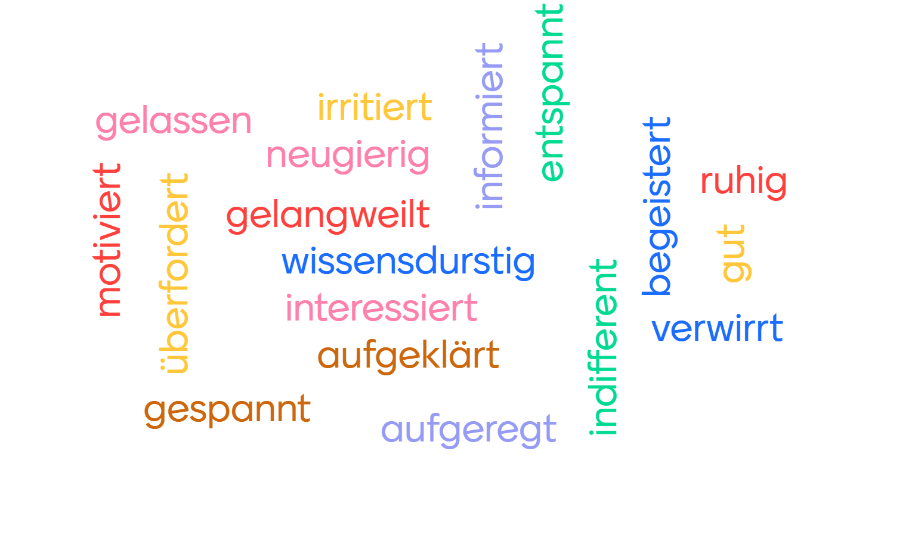 entspannt
informiert
irritiert
gelassen
neugierig
begeistert
ruhig
motiviert
überfordert
gelangweilt
gut
wissensdurstig
indifferent
interessiert
verwirrt
aufgeklärt
gespannt
aufgeregt